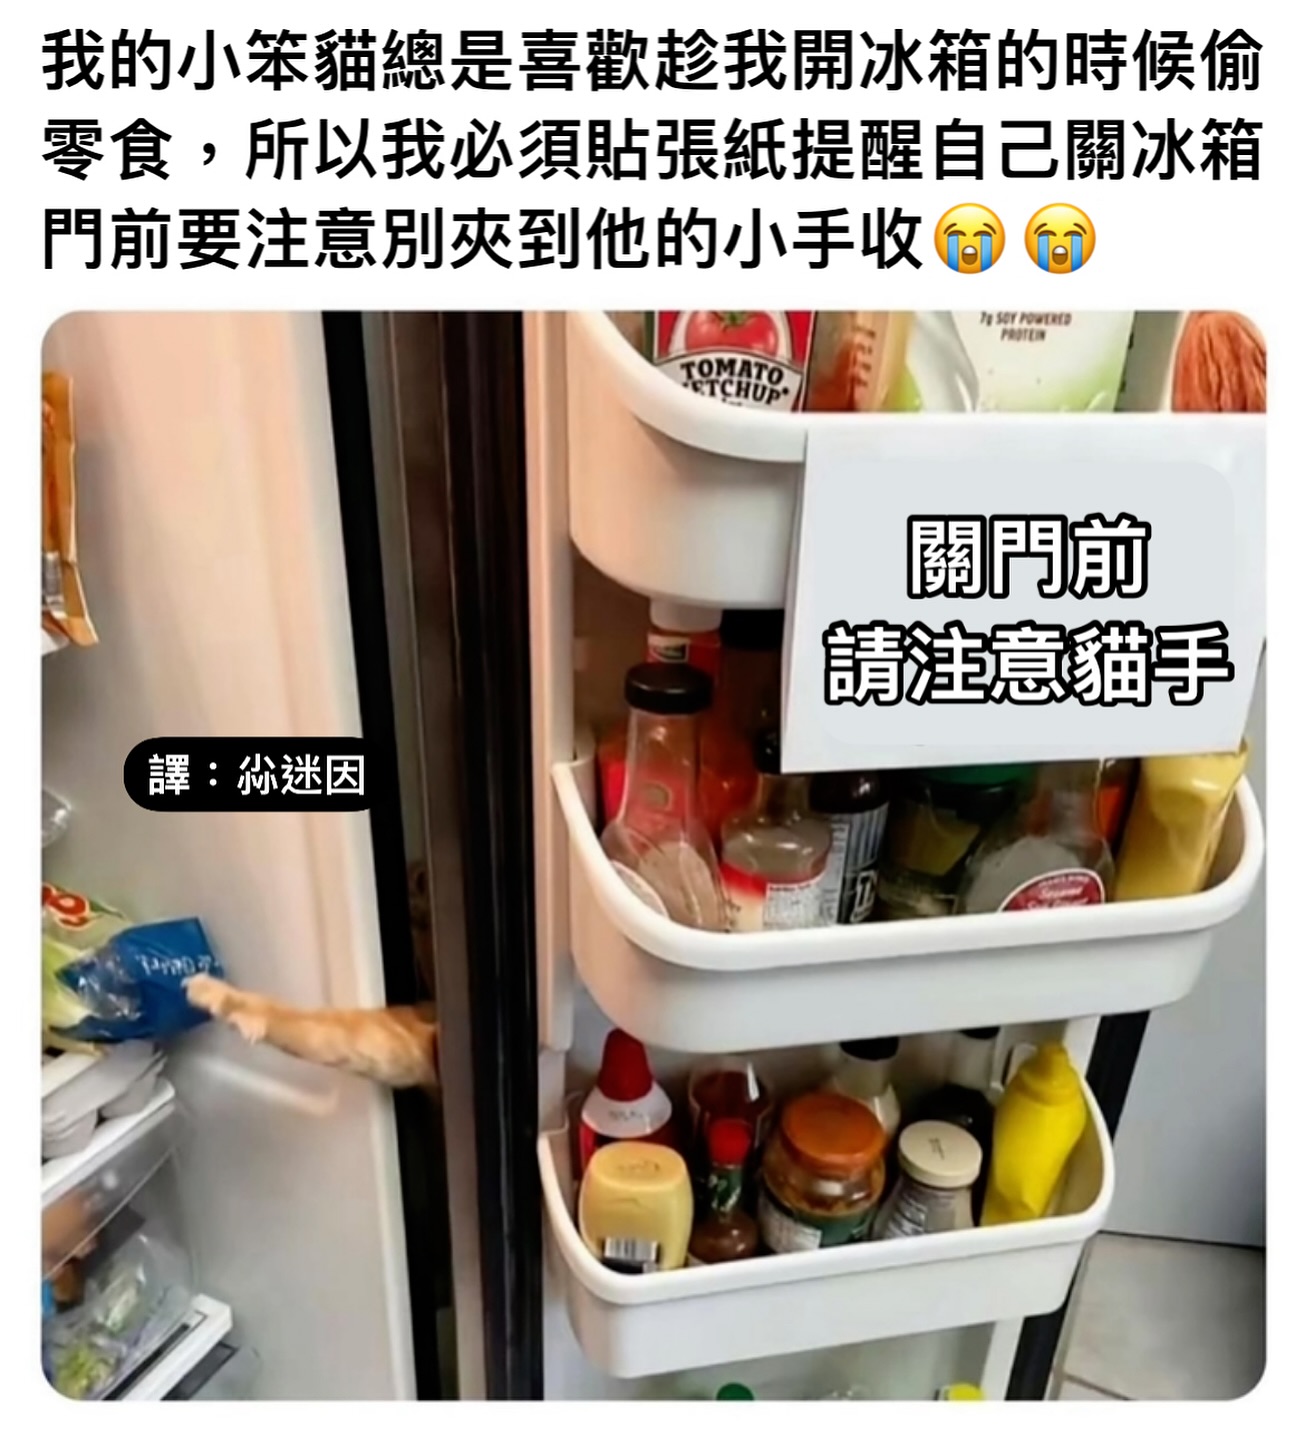 我的小笨貓總是喜歡趁我開冰箱的時候偷
零食，所以我必須貼張紙提醒自己關冰箱
門前要注意別夾到他的小手收😭😭
7g SOY POWERED
PROTEIN
TOMATO
KETCHUP
關門前
請注意貓手
譯：尛迷因